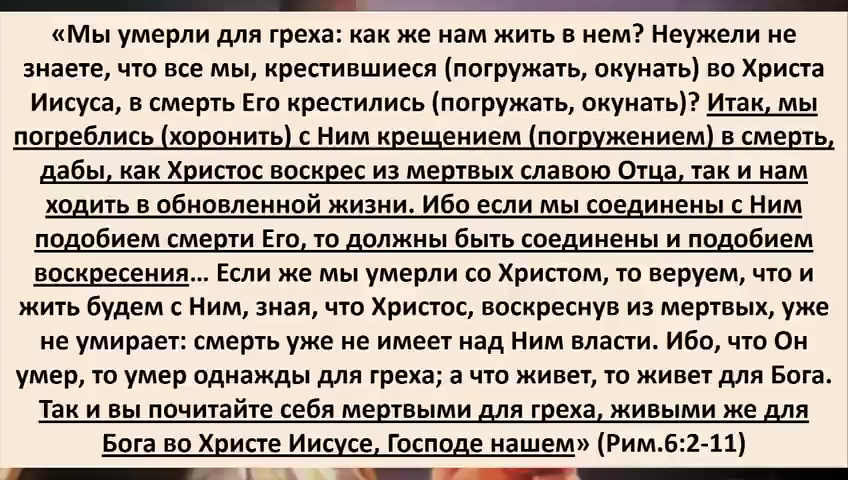 «Мы умерли для греха: как же нам жить в нем? Неужели не
знаете, что все мы, крестившиеся (погружать, окунать) во Христа
Иисуса, в смерть Его крестились (погружать, окунать)? Итак, мы
погреблись (хоронить) с Ним крещением (погружением) в смерть,
дабы, как Христос воскрес из мертвых славою Отца, так и нам
ходить в обновленной жизни. Ибо если мы соединены с Ним
подобием смерти Его, то должны быть соединены и подобием
воскресения… Если же мы умерли со Христом, то веруем, что и
жить будем с Ним, зная, что Христос, воскреснув из мертвых, уже
не умирает: смерть уже не имеет над Ним власти. Ибо, что Он
умер, то умер однажды для греха; а что живет, то живет для Бога.
Так и вы почитайте себя мертвыми для греха, живыми же для
Бога во Христе Иисусе, Господе нашем» (Рим.6:2-11)